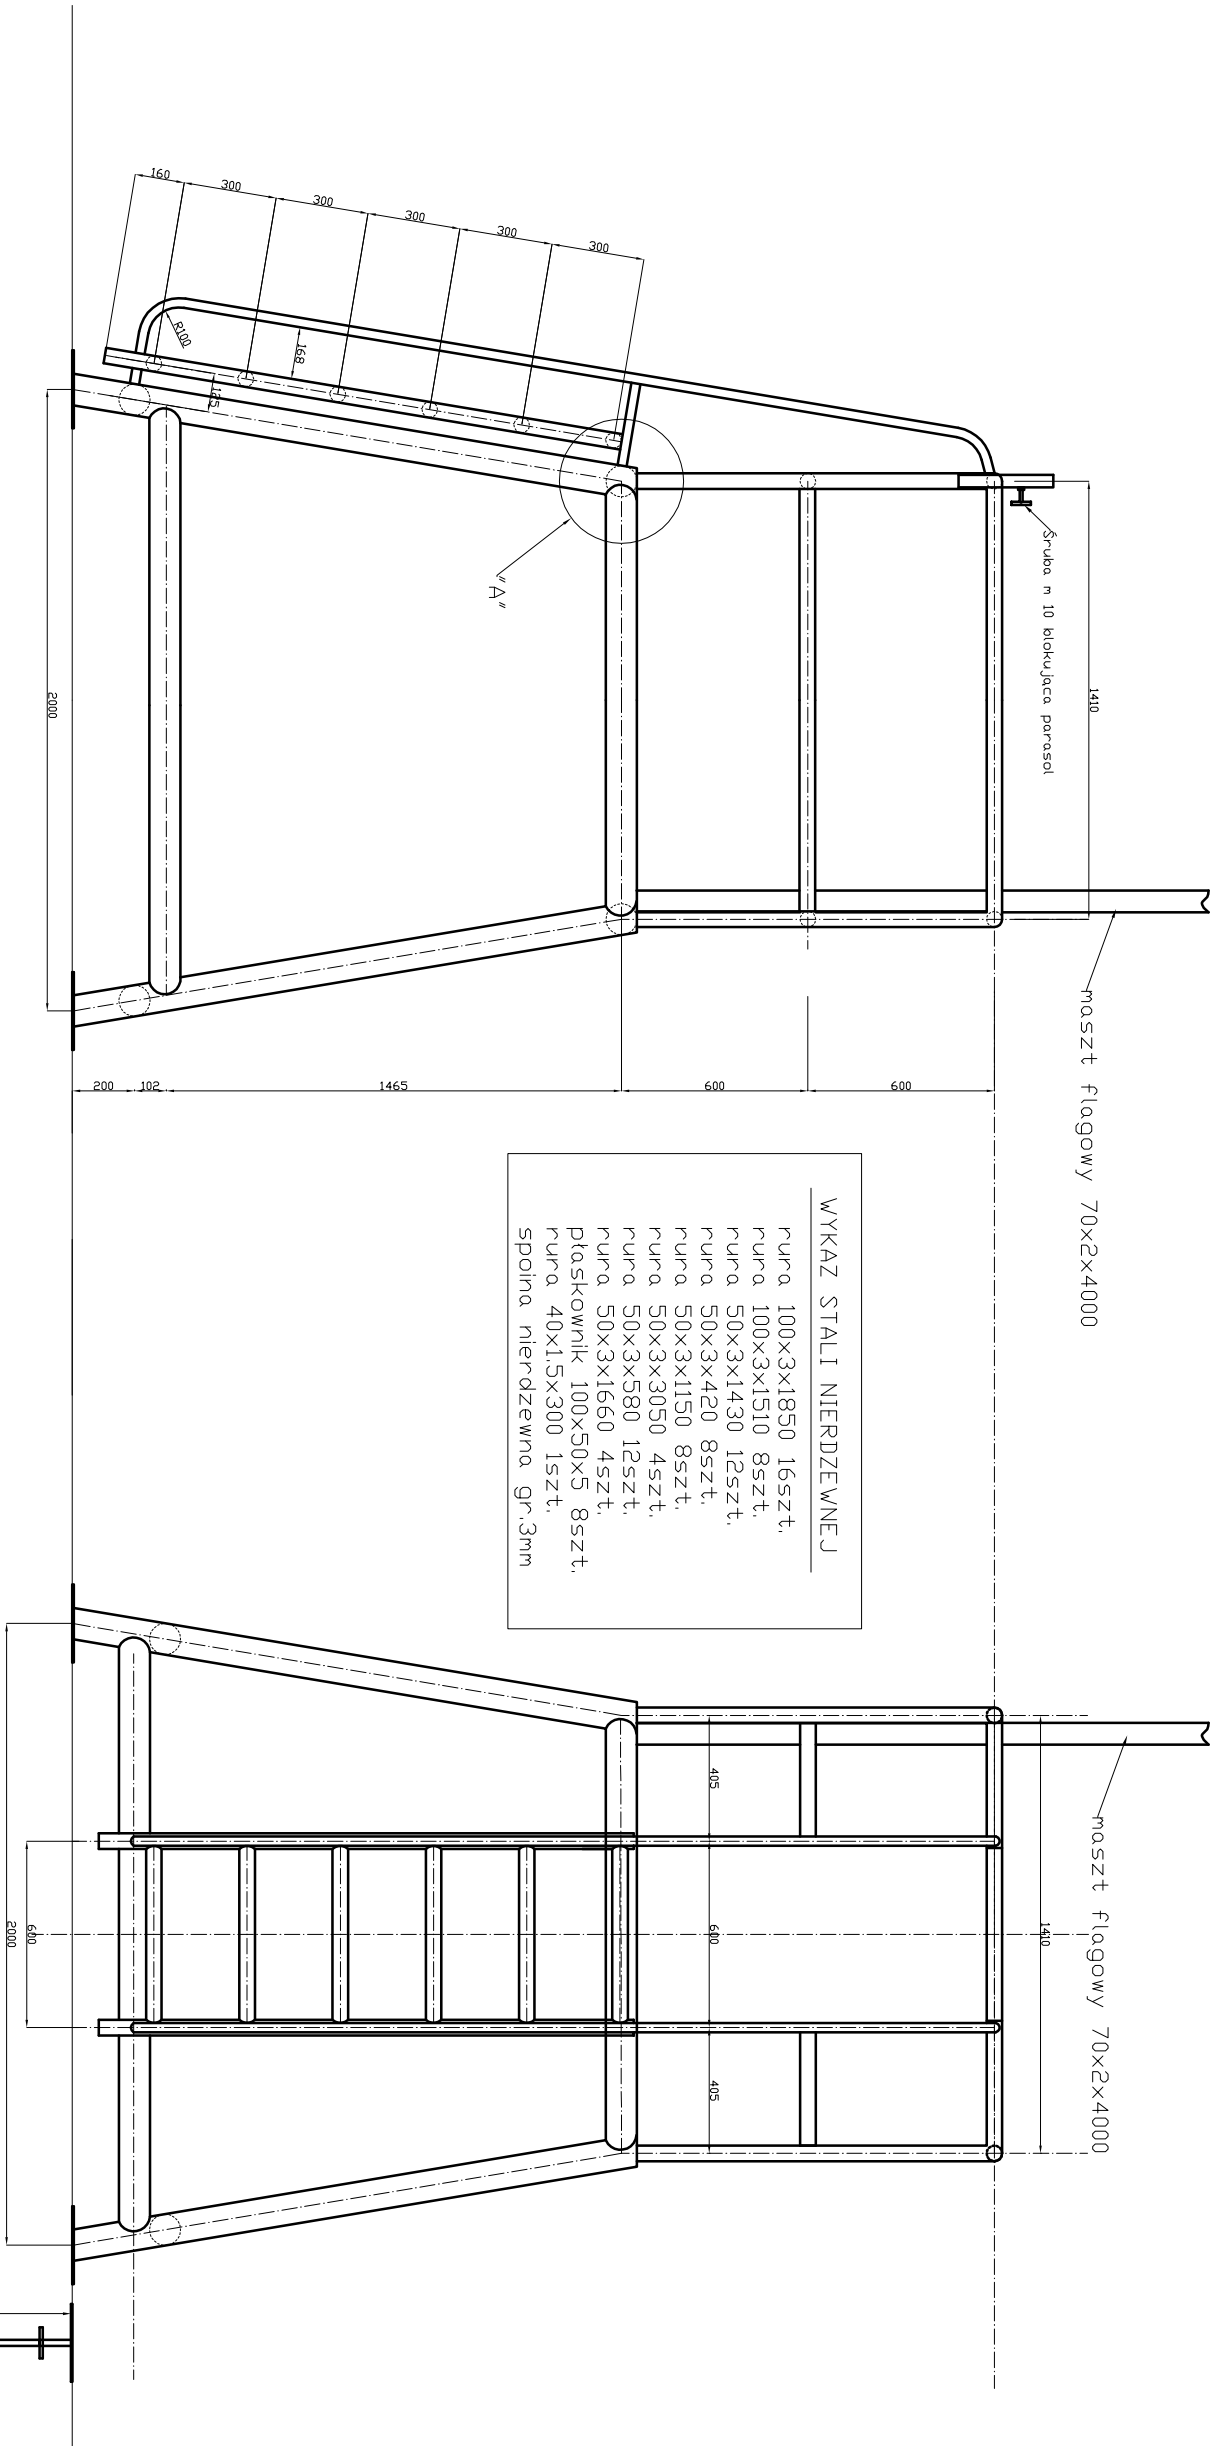 160
300
300
300
300
300
R100
168
125
2000
1410
Śruba m 10 blokująca parasol
"A"
maszt flagowy 70x2x4000
200
102
1465
600
600
WYKAZ STALI NIERDZEWNEJ
rura 100x3x1850 16szt.
rura 100x3x1510 8szt.
rura 50x3x1430 12szt.
rura 50x3x420 8szt.
rura 50x3x1150 8szt.
rura 50x3x3050 4szt.
rura 50x3x580 12szt.
rura 50x3x1660 4szt.
płaskownik 100x50x5 8szt.
rura 40x1.5x300 1szt.
spoina nierdzewna gr.3mm
maszt flagowy 70x2x4000
1410
405
600
405
600
2000